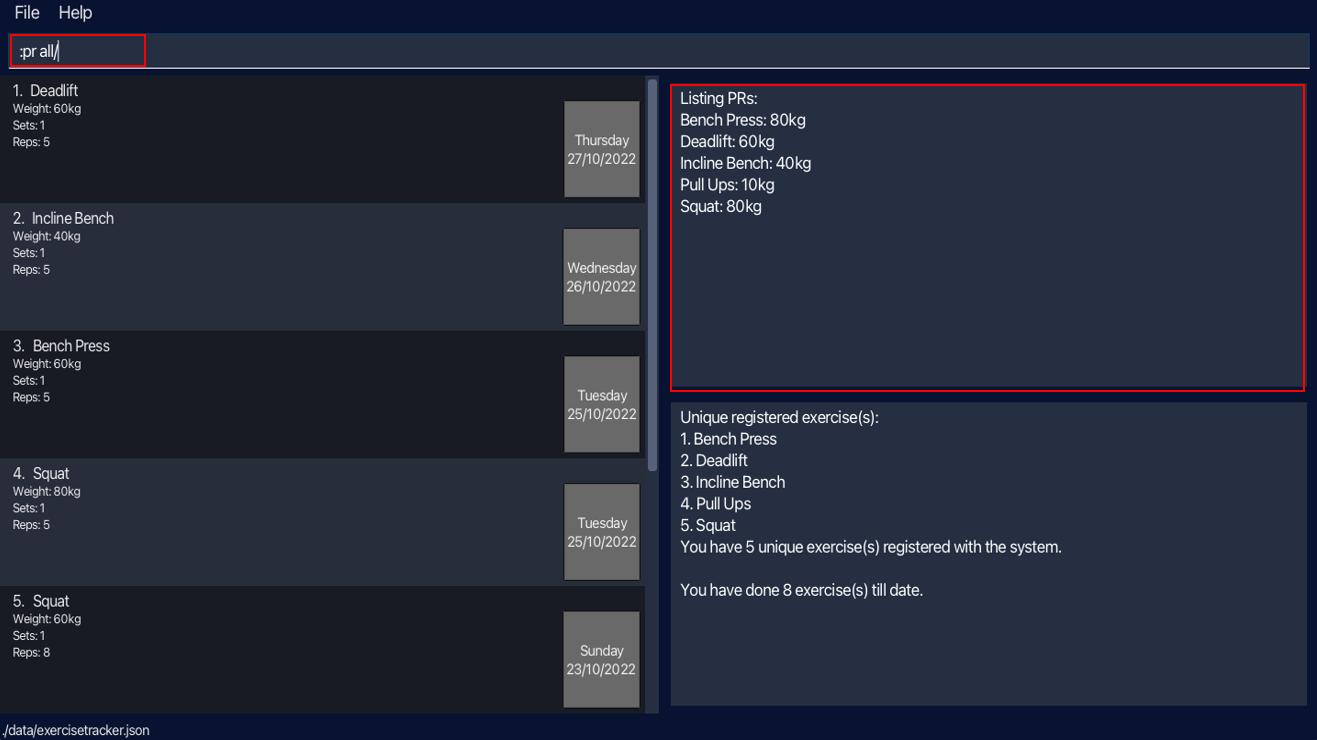 File Help
:pr all/
1. Deadlift
Weight: 60kg
Sets: 1
Reps: 5
Thursday
27/10/2022
2. Incline Bench
Weight: 40kg
Sets: 1
Reps: 5
Wednesday
26/10/2022
3. Bench Press
Weight: 60kg
Sets: 1
Reps: 5
Tuesday
25/10/2022
4. Squat
Weight: 80kg
Sets: 1
Reps: 5
Tuesday
25/10/2022
5. Squat
Weight: 60kg
Sets: 1
Reps: 8
Sunday
23/10/2022
Listing PRs:
Bench Press: 80kg
Deadlift: 60kg
Incline Bench: 40kg
Pull Ups: 10kg
Squat: 80kg
Unique registered exercise(s):
1. Bench Press
2. Deadlift
3. Incline Bench
4. Pull Ups
5. Squat
You have 5 unique exercise(s) registered with the system.
You have done 8 exercise(s) till date.
./data/exercisetracker.json